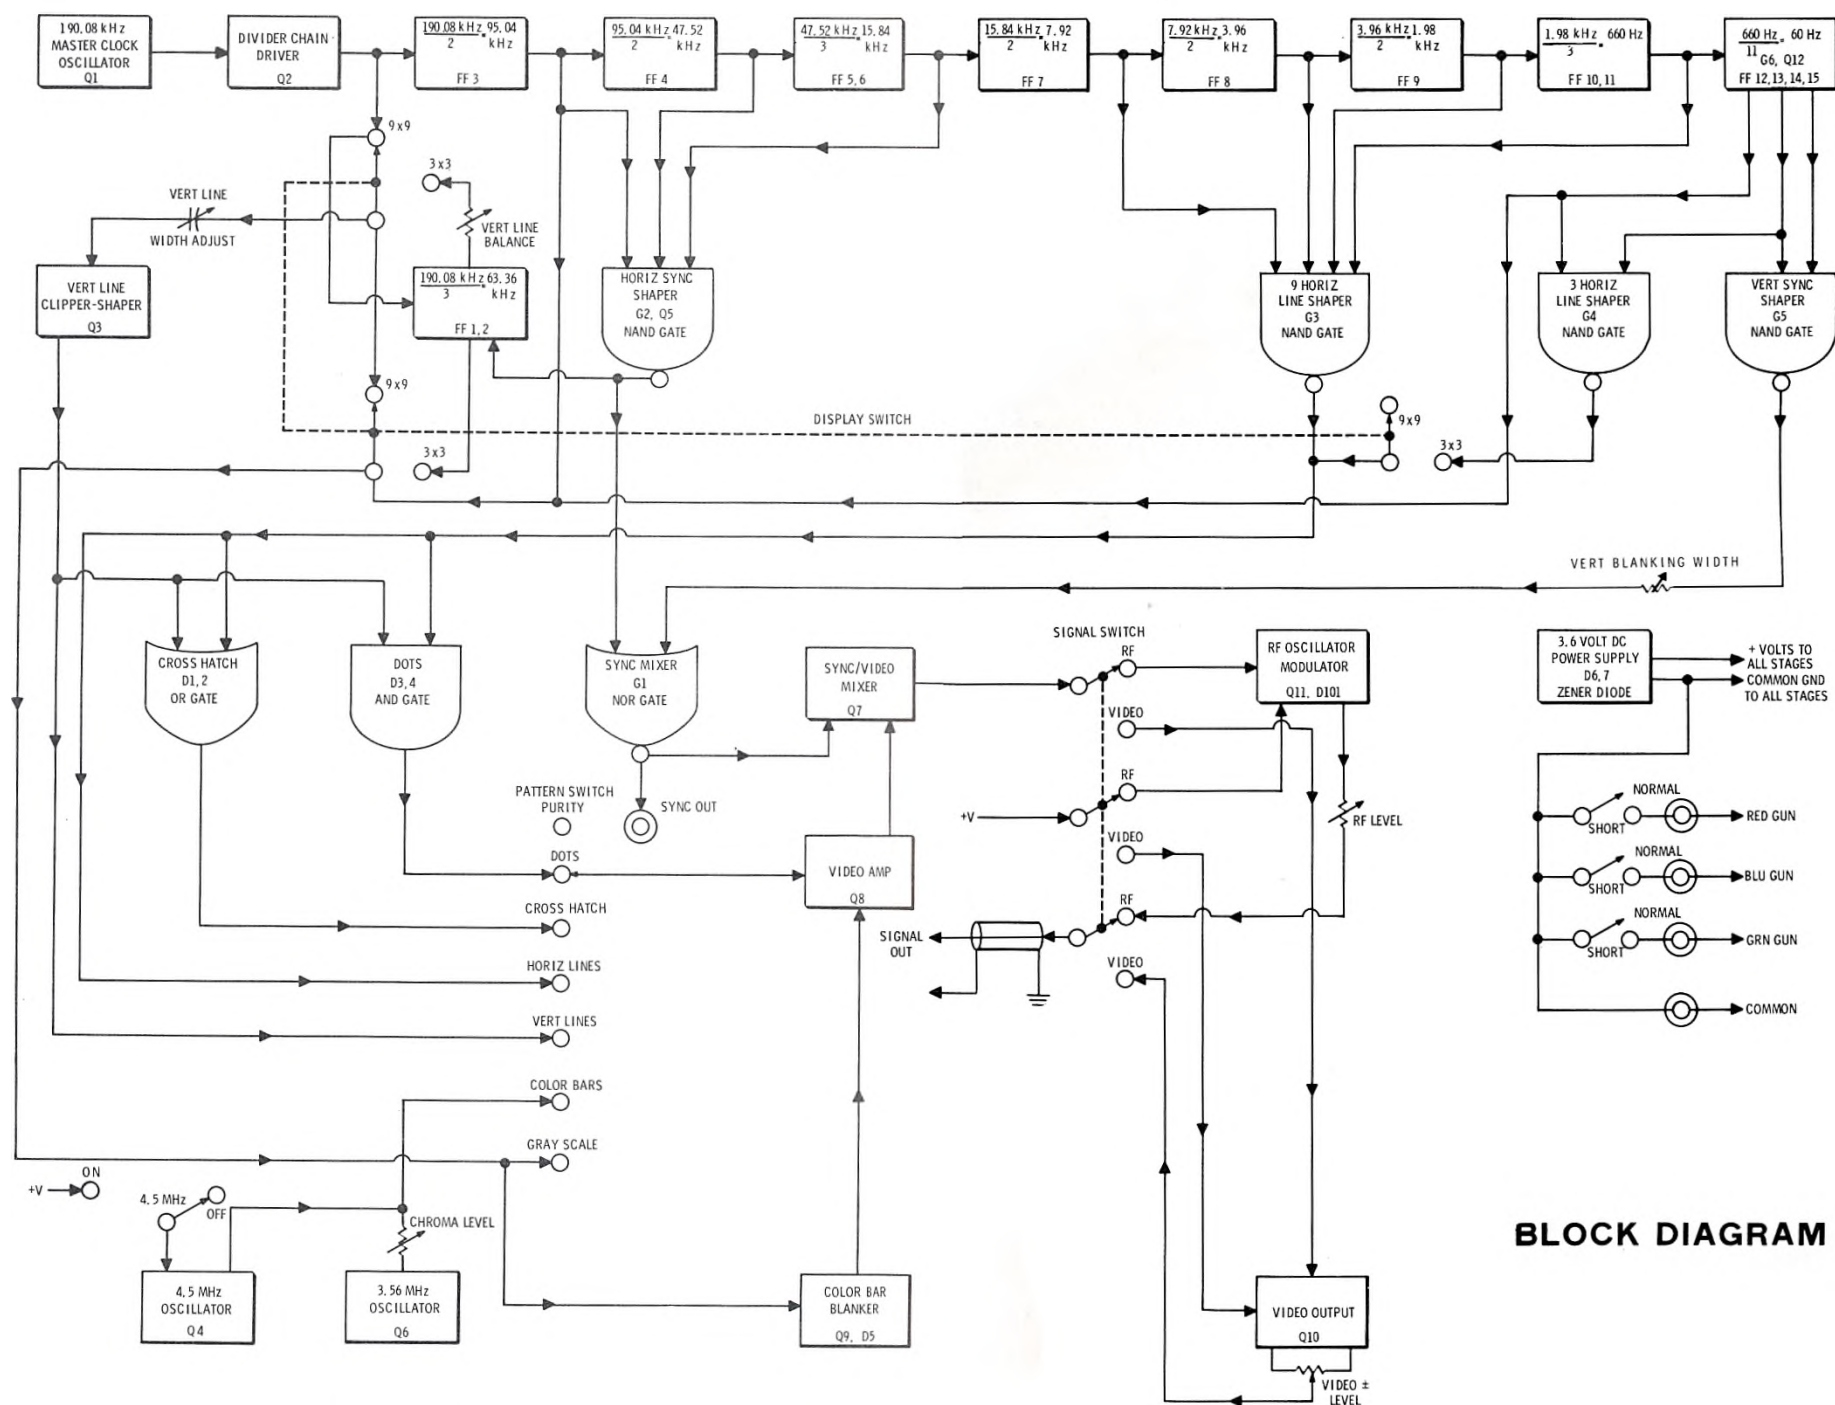 190.08 kHz
MASTER CLOCK
OSCILLATOR
Q1
DIVIDER CHAIN
DRIVER
Q2
190.08 kHz
2
= 95.04
kHz
FF 3
95.04 kHz
2
= 47.52
kHz
FF 4
47.52 kHz
3
= 15.84
kHz
FF 5, 6
15.84 kHz
2
= 7.92
kHz
FF 7
7.92 kHz
2
= 3.96
kHz
FF 8
3.96 kHz
2
= 1.98
kHz
FF 9
1.98 kHz
3
= 660 Hz
FF 10, 11
660 Hz
11
= 60 Hz
G6, Q12
FF 12, 13, 14, 15
9 x 9
3 x 3
VERT LINE
WIDTH ADJUST
VERT LINE
BALANCE
VERT LINE
CLIPPER-SHAPER
Q3
190.08 kHz
3
= 63.36
kHz
FF 1, 2
HORIZ SYNC
SHAPER
G2, Q5
NAND GATE
9 HORIZ
LINE SHAPER
G3
NAND GATE
3 HORIZ
LINE SHAPER
G4
NAND GATE
VERT SYNC
SHAPER
G5
NAND GATE
9 x 9
DISPLAY SWITCH
9 x 9
3 x 3
3 x 3
VERT BLANKING WIDTH
CROSS HATCH
D1, 2
OR GATE
DOTS
D3, 4
AND GATE
SYNC MIXER
G1
NOR GATE
SYNC/VIDEO
MIXER
Q7
SIGNAL SWITCH
RF
RF OSCILLATOR
MODULATOR
Q11, D101
3.6 VOLT DC
POWER SUPPLY
D6, 7
ZENER DIODE
+ VOLTS TO
ALL STAGES
COMMON GND
TO ALL STAGES
VIDEO
RF
+V
PATTERN SWITCH
PURITY
SYNC OUT
RF LEVEL
NORMAL
SHORT
RED GUN
VIDEO
DOTS
VIDEO AMP
Q8
NORMAL
SHORT
BLU GUN
CROSS HATCH
RF
SIGNAL
OUT
NORMAL
SHORT
GRN GUN
HORIZ LINES
VIDEO
COMMON
VERT LINES
COLOR BARS
GRAY SCALE
ON
+V
4.5 MHz
OFF
CHROMA LEVEL
BLOCK DIAGRAM
4.5 MHz
OSCILLATOR
Q4
3.56 MHz
OSCILLATOR
Q6
COLOR BAR
BLANKER
Q9, D5
VIDEO OUTPUT
Q10
VIDEO ±
LEVEL